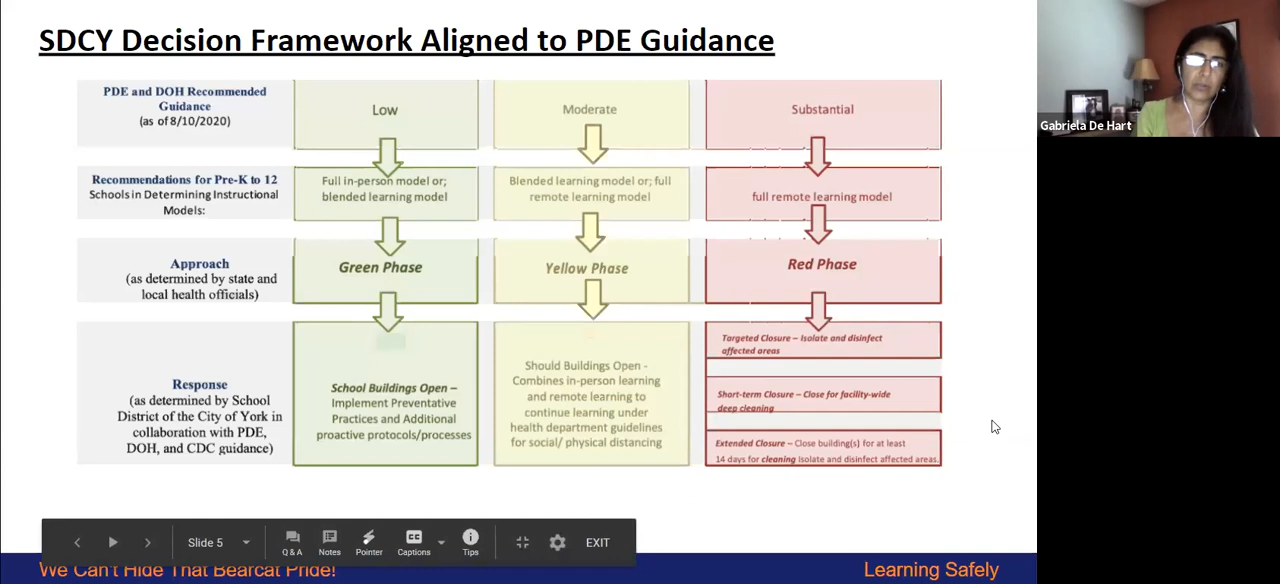 SDCY Decision Framework Aligned to PDE Guidance
Gabriela De Hart
PDE and DOH Recommended
Guidance
(as of 8/10/2020)
Low
Moderate
Substantial
Recommendations for Pre-K to 12
Schools in Determining Instructional
Models:
Full in-person model or;
blended learning model
Blended learning model or; full
remote learning model
full remote learning model
Approach
(as determined by state and
local health officials)
Green Phase
Yellow Phase
Red Phase
Response
(as determined by School
District of the City of York in
collaboration with PDE,
DOH, and CDC guidance)
School Buildings Open –
Implement Preventative
Practices and Additional
proactive protocols/processes
Should Buildings Open -
Combines in-person learning
and remote learning to
continue learning under
health department guidelines
for social/ physical distancing
Targeted Closure – Isolate and disinfect
affected areas
Short-term Closure – Close for facility-wide
deep cleaning
Extended Closure – Close building(s) for at least
14 days for cleaning Isolate and disinfect affected areas.
Slide 5
Q & A
Notes
Pointer
CC
Captions
Tips
EXIT
We Can't Hide That Bearcat Pride!
Learning Safely